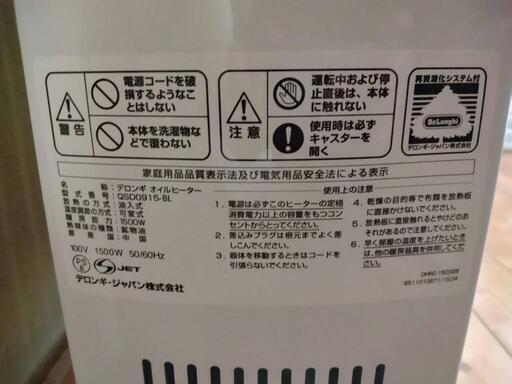 警告
電源コードを破
損するようなこ
とはしない
本体を洗濯物な
どで覆わない
注意
運転中および停
止直後は、本体
に触れない
使用時は必ず
キャスターを
開く
再資源化システム付
DeLonghi
デロンギ・ジャパン株式会社
家庭用品品質表示法及び電気用品安全法による表示
名称：デロンギ オイルヒーター
型式：QSD0915-BL
放熱の方式：油入式
温度調節の方式：可変式
能力：1500W
熱媒体の種類：鉱物油
原産国：中国
100V 1500W 50/60Hz
PSE
S JET
デロンギ・ジャパン株式会社
使用上の注意
1. 電源は必ずこのヒーターの定格
消費電力以上の容量をもつコン
セントからとってください。
2. 差込みプラグは根元までよく差
しこんでください。
3. 器体を移動するときはコードを
引張らないでください。
4. 乾燥の目的等で布類を放熱板
に直接かけないでください。
5. 放熱板に直接触れるとやけどのおそ
れがあるので注意してください。
6. 早く部屋の温度を上げたいときに
は、他の暖房器具を併用してください。
DHRC-150309
6511010671/15.04